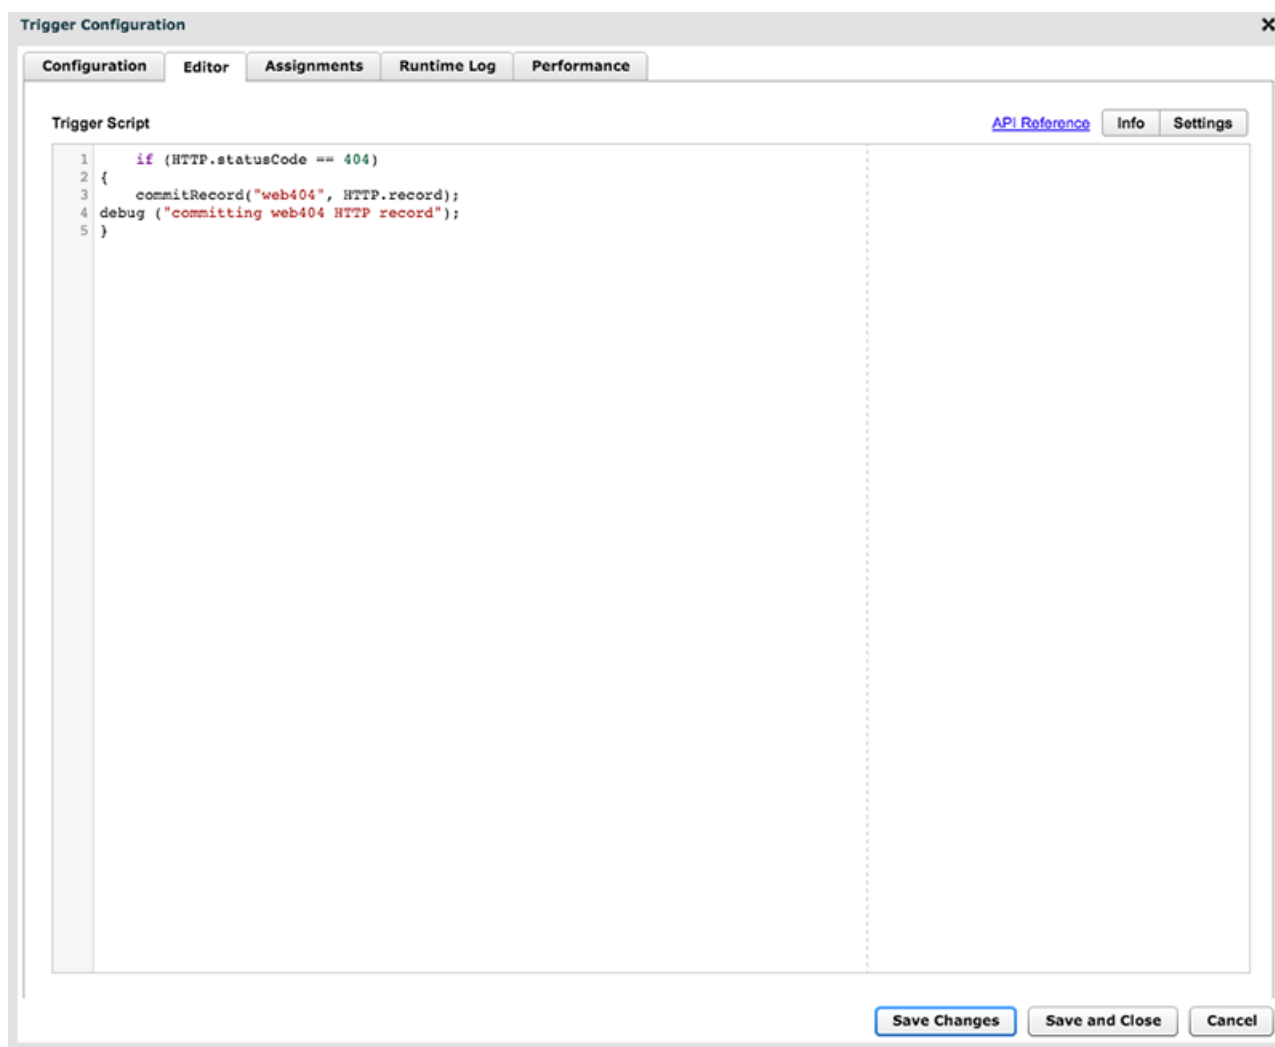 Trigger Configuration
Configuration Editor Assignments Runtime Log Performance
Trigger Script API Reference Info Settings
1 if (HTTP.statusCode == 404)
2 {
3 commitRecord("web404", HTTP.record);
4 debug ("committing web404 HTTP record");
5 }
Save Changes Save and Close Cancel